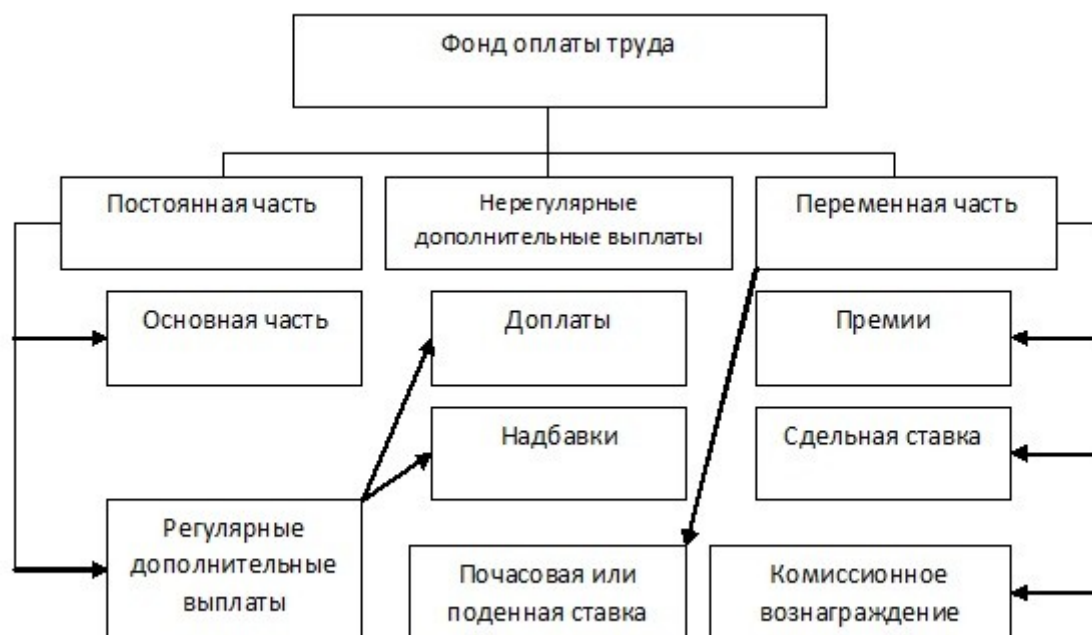 Фонд оплаты труда
Постоянная часть
Нерегулярные
дополнительные выплаты
Переменная часть
Основная часть
Доплаты
Премии
Надбавки
Сдельная ставка
Регулярные
дополнительные
выплаты
Почасовая или
поденная ставка
Комиссионное
вознаграждение